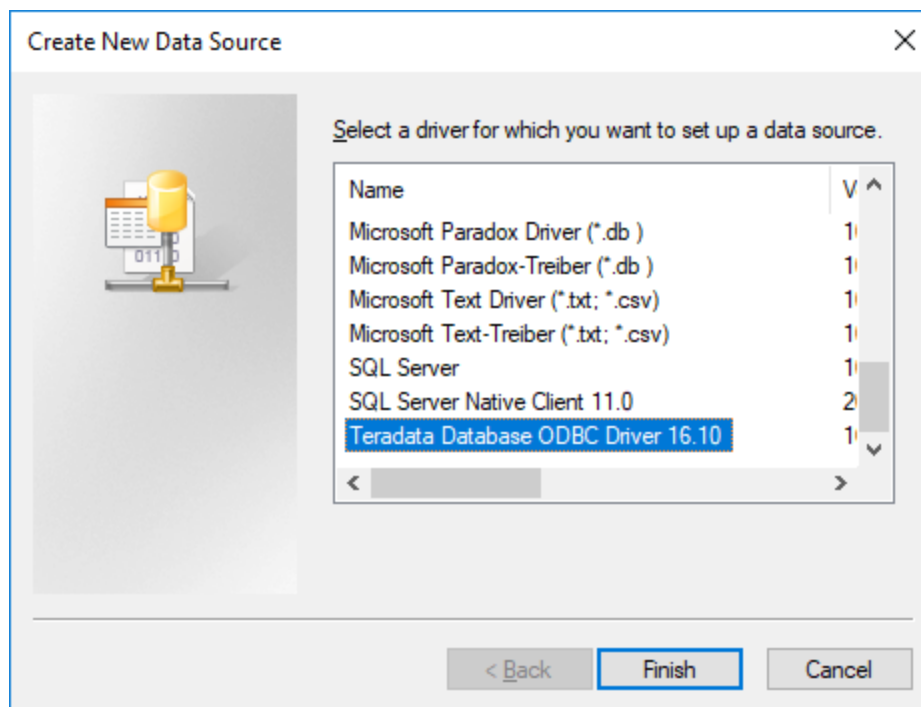 Create New Data Source
Select a driver for which you want to set up a data source.
Name V
Microsoft Paradox Driver (*.db )
Microsoft Paradox-Treiber (*.db )
Microsoft Text Driver (*.txt; *.csv)
Microsoft Text-Treiber (*.txt; *.csv)
SQL Server
SQL Server Native Client 11.0
Teradata Database ODBC Driver 16.10
< Back Finish Cancel